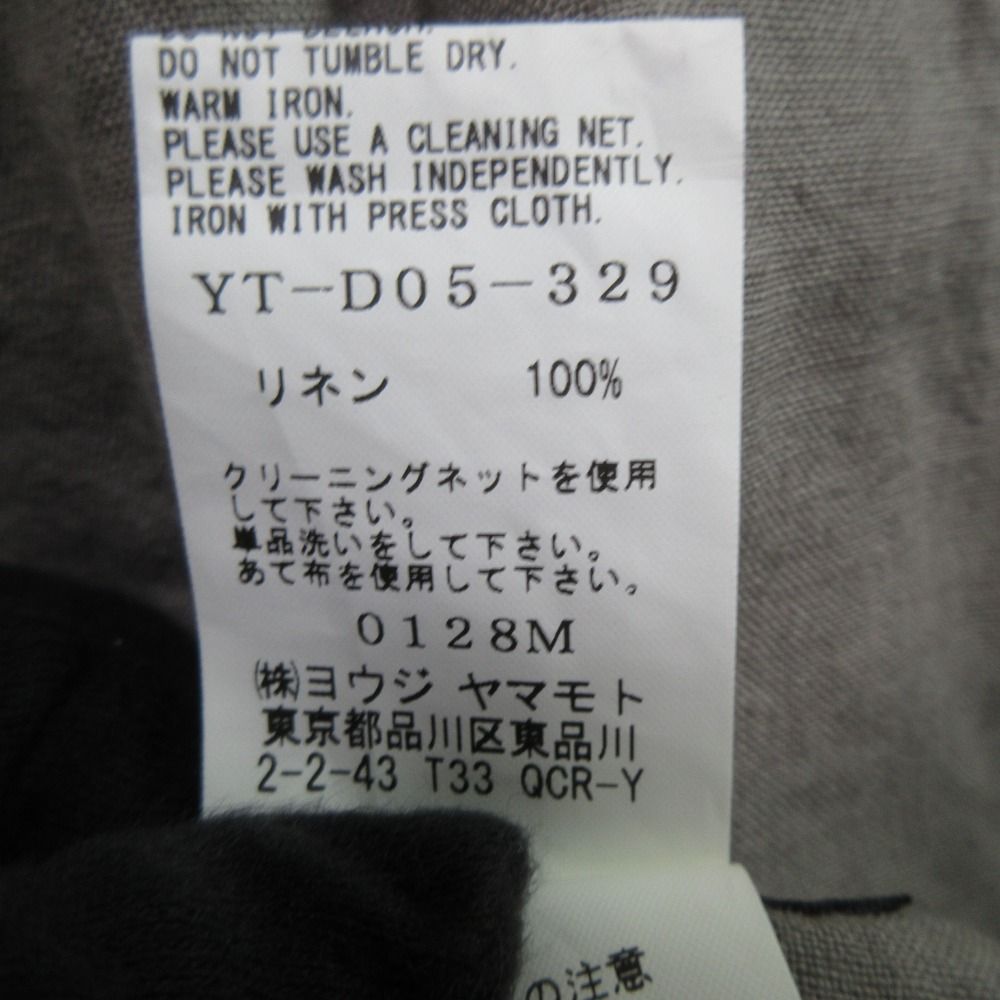 DO NOT BLEACH.
DO NOT TUMBLE DRY.
WARM IRON.
PLEASE USE A CLEANING NET.
PLEASE WASH INDEPENDENTLY.
IRON WITH PRESS CLOTH.
YT-D05-329
リネン 100%
クリーニングネットを使用
して下さい。
単品洗いをして下さい。
あて布を使用して下さい。
0128M
㈱ヨウジ ヤマモト
東京都品川区東品川
2-2-43 T33 QCR-Y
の注意